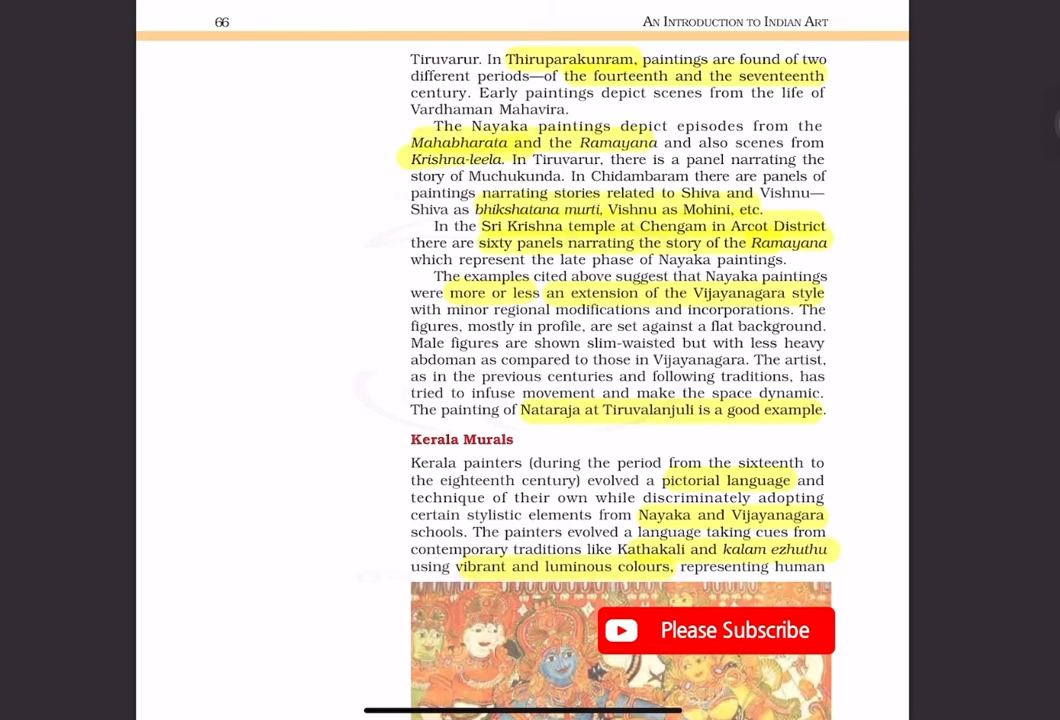 66
AN INTRODUCTION TO INDIAN ART
Tiruvarur. In Thiruparakunram, paintings are found of two
different periods—of the fourteenth and the seventeenth
century. Early paintings depict scenes from the life of
Vardhaman Mahavira.
The Nayaka paintings depict episodes from the
Mahabharata and the Ramayana and also scenes from
Krishna-leela. In Tiruvarur, there is a panel narrating the
story of Muchukunda. In Chidambaram there are panels of
paintings narrating stories related to Shiva and Vishnu—
Shiva as bhikshatana murti, Vishnu as Mohini, etc.
In the Sri Krishna temple at Chengam in Arcot District
there are sixty panels narrating the story of the Ramayana
which represent the late phase of Nayaka paintings.
The examples cited above suggest that Nayaka paintings
were more or less an extension of the Vijayanagara style
with minor regional modifications and incorporations. The
figures, mostly in profile, are set against a flat background.
Male figures are shown slim-waisted but with less heavy
abdoman as compared to those in Vijayanagara. The artist,
as in the previous centuries and following traditions, has
tried to infuse movement and make the space dynamic.
The painting of Nataraja at Tiruvalanjuli is a good example.
Kerala Murals
Kerala painters (during the period from the sixteenth to
the eighteenth century) evolved a pictorial language and
technique of their own while discriminately adopting
certain stylistic elements from Nayaka and Vijayanagara
schools. The painters evolved a language taking cues from
contemporary traditions like Kathakali and kalam ezhuthu
using vibrant and luminous colours, representing human
Please Subscribe